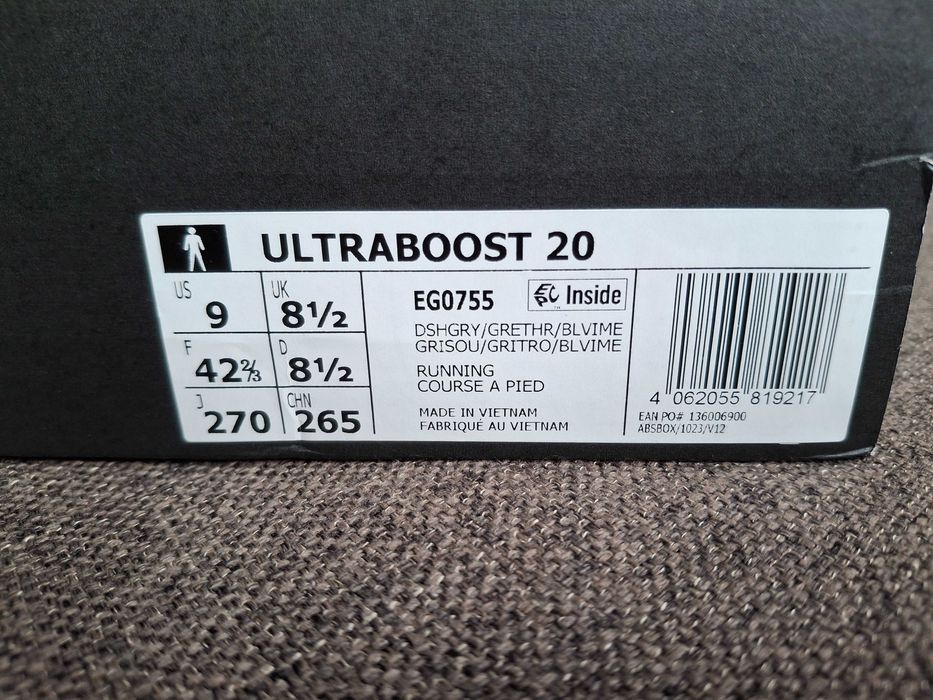 ULTRABOOST 20
US 9 UK 8½
F 42⅔ D 8½
J 270 CHN 265
EG0755 Inside
DSHGRY/GRETHR/BLVIME
GRISOU/GRITRO/BLVIME
RUNNING
COURSE A PIED
MADE IN VIETNAM
FABRIQUÉ AU VIETNAM
4 062055 819217
EAN PO# 136006900
ABSBOX/1023/V12